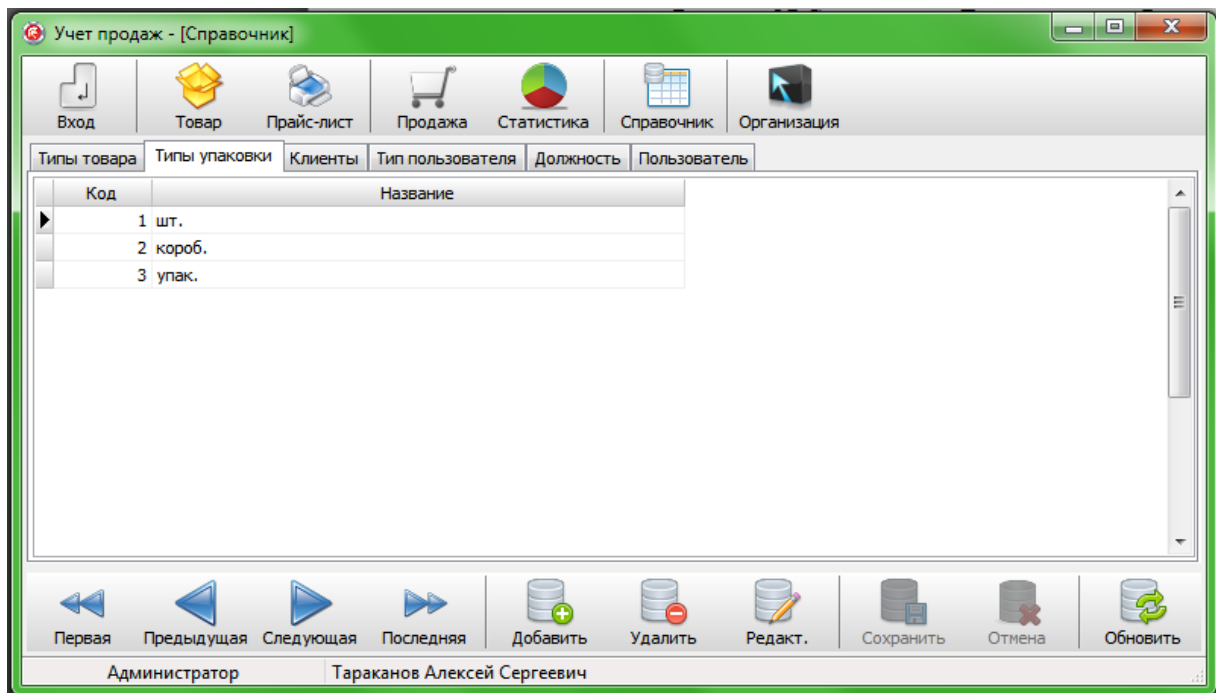 Учет продаж - [Справочник]
Вход Товар Прайс-лист Продажа Статистика Справочник Организация
Типы товара Типы упаковки Клиенты Тип пользователя Должность Пользователь
Код Название
1 шт.
2 короб.
3 упак.
Первая Предыдущая Следующая Последняя Добавить Удалить Редакт. Сохранить Отмена Обновить
Администратор Тараканов Алексей Сергеевич